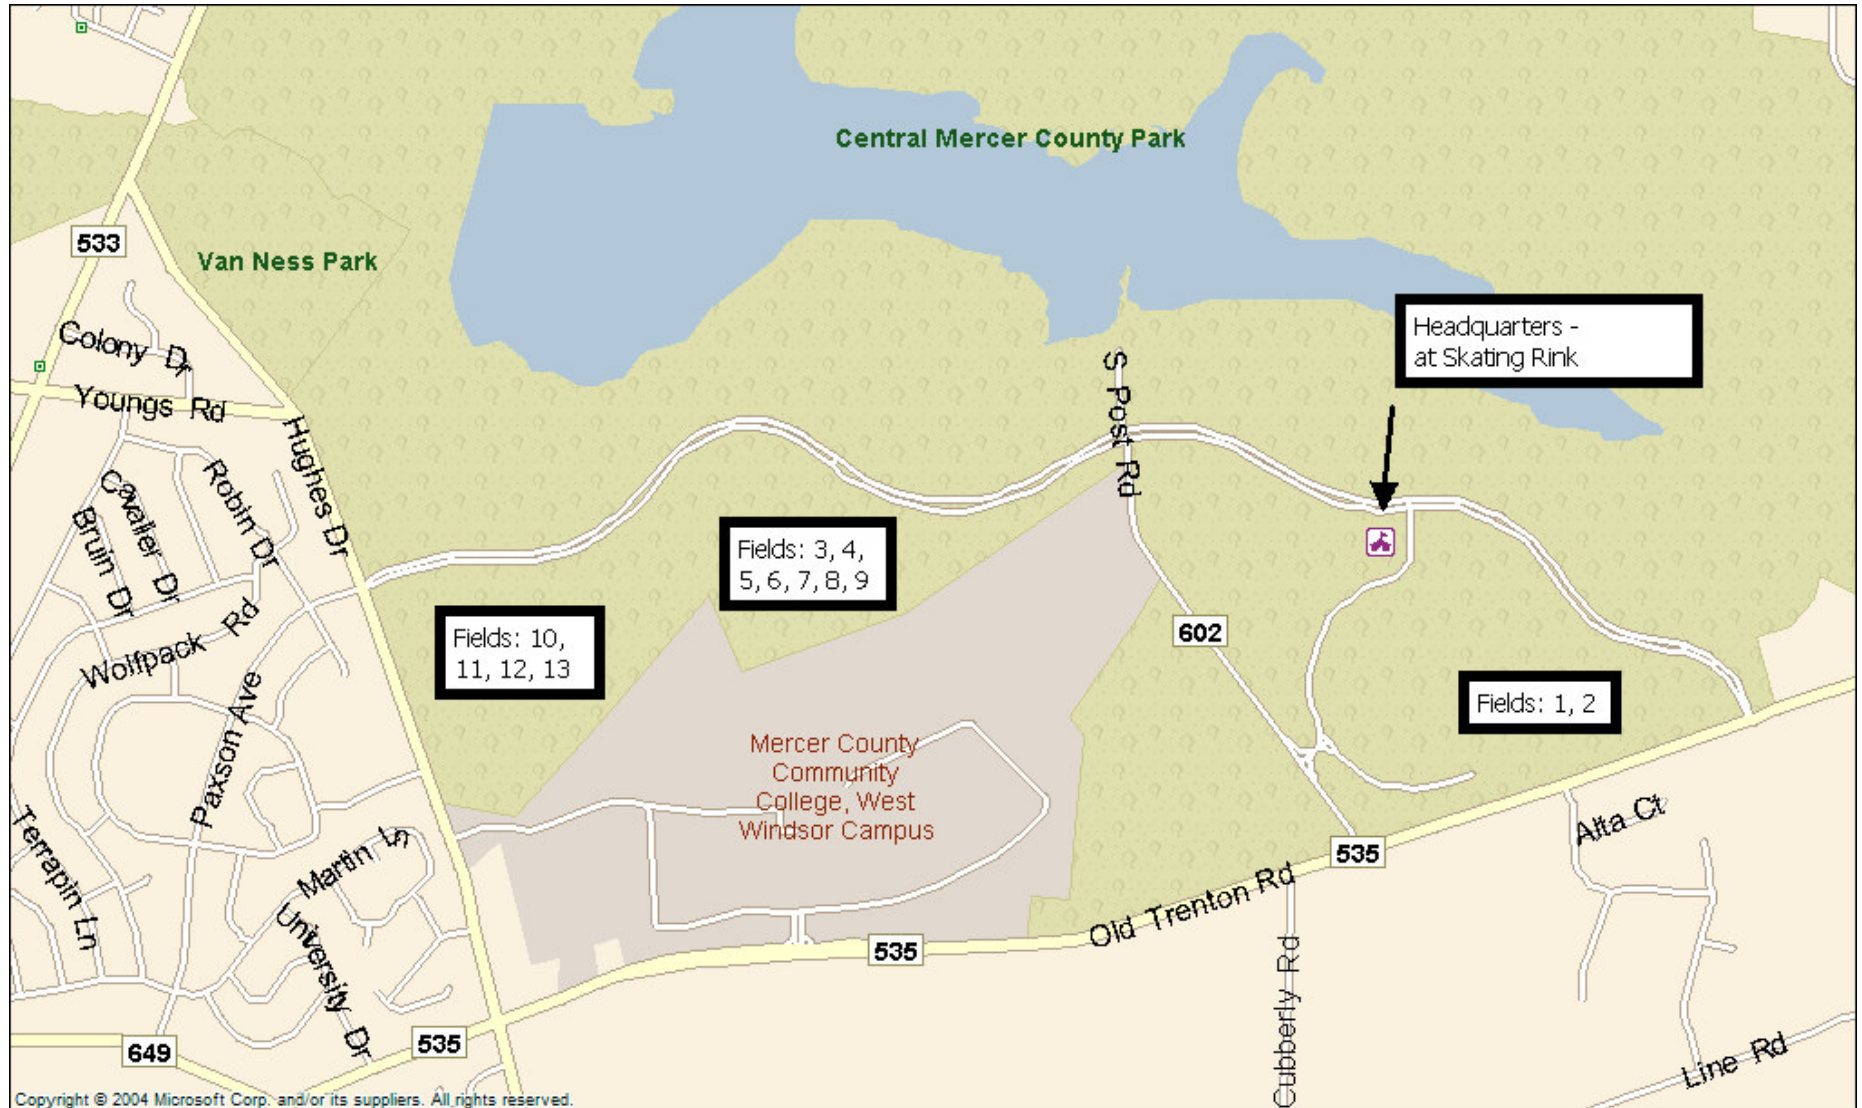 Central Mercer County Park
533
Van Ness Park
Headquarters -
at Skating Rink
Colony Dr
Youngs Rd
S Post Rd
Hughes Dr
Robin Dr
Cavalier Dr
Bruin Dr
Fields: 3, 4,
5, 6, 7, 8, 9
Fields: 10,
11, 12, 13
602
Wolfpack Rd
Fields: 1, 2
Paxson Ave
Mercer County
Community
College, West
Windsor Campus
Terrapin Ln
Martin Ln
Alta Ct
535
Old Trenton Rd
University Dr
535
Cubberly Rd
649
535
Line Rd
Copyright © 2004 Microsoft Corp. and/or its suppliers. All rights reserved.